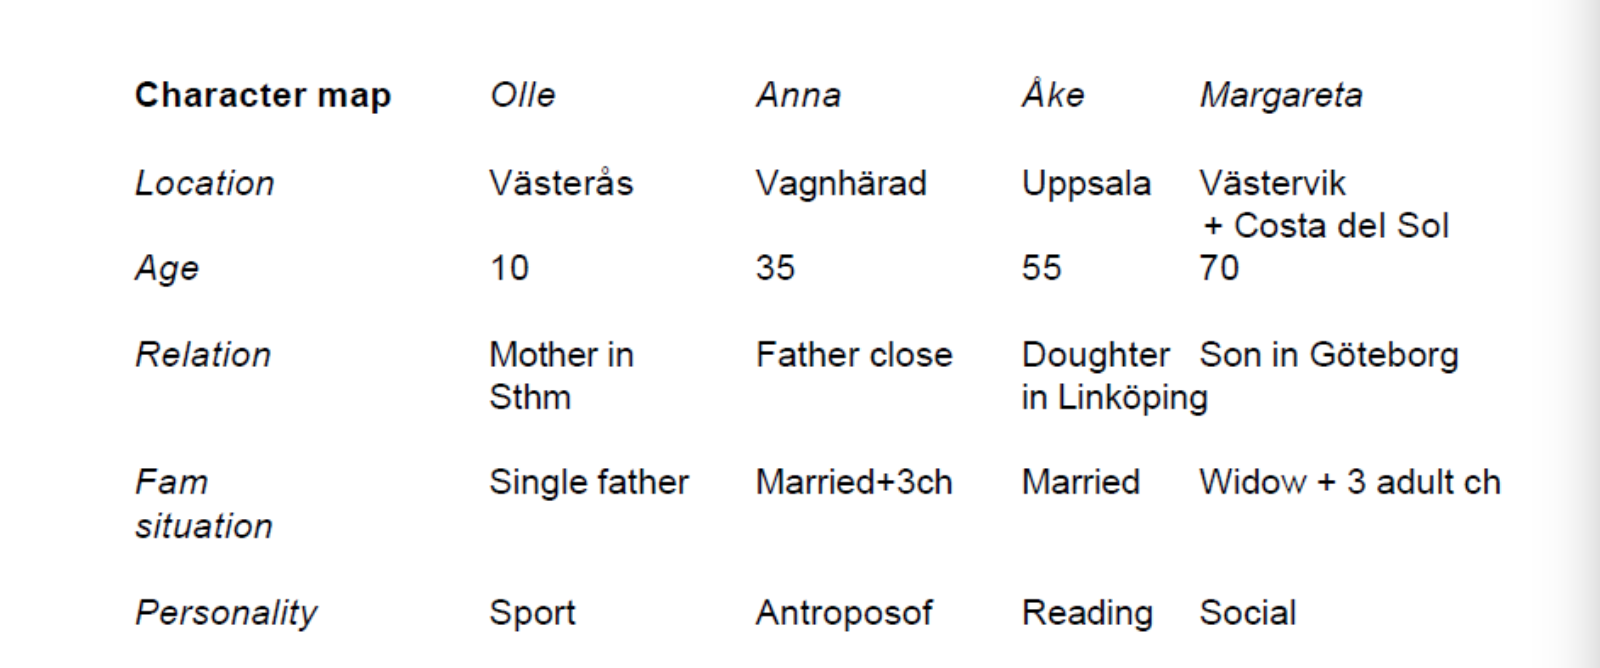 Character map Olle Anna Åke Margareta
Location Västerås Vagnhärad Uppsala Västervik
+ Costa del Sol
Age 10 35 55 70
Relation Mother in Father close Doughter Son in Göteborg
Sthm in Linköping
Fam Single father Married+3ch Married Widow + 3 adult ch
situation
Personality Sport Antroposof Reading Social